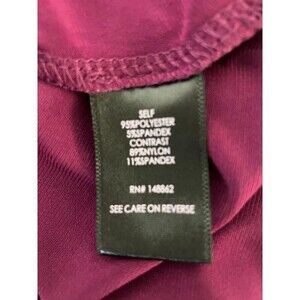 SELF
95%POLYESTER
5%SPANDEX
CONTRAST
89%NYLON
11%SPANDEX
RN# 148862
SEE CARE ON REVERSE